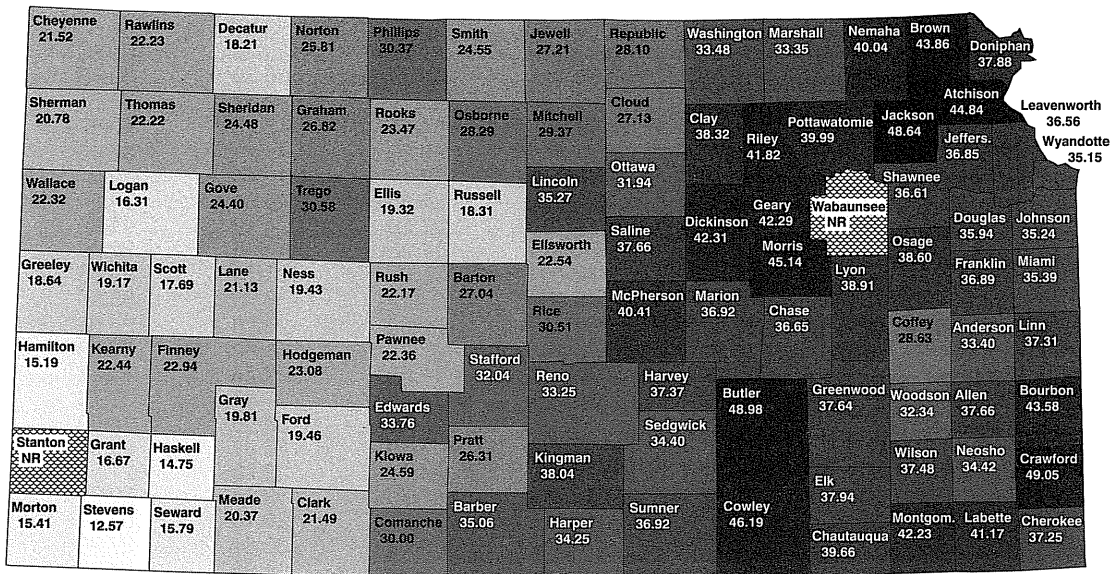 Cheyenne
21.52
Rawlins
22.23
Decatur
18.21
Norton
25.81
Phillips
30.37
Smith
24.55
Jewell
27.21
Republic
28.10
Washington
33.48
Marshall
33.35
Nemaha
40.04
Brown
43.86
Doniphan
37.88
Sherman
20.78
Thomas
22.22
Sheridan
24.48
Graham
26.82
Rooks
23.47
Osborne
28.29
Mitchell
29.37
Cloud
27.13
Clay
38.32
Riley
41.82
Pottawatomie
39.99
Jackson
48.64
Atchison
44.84
Jeffers.
36.85
Leavenworth
36.56
Wyandotte
35.15
Wallace
22.32
Logan
16.31
Gove
24.40
Trego
30.58
Ellis
19.32
Russell
18.31
Lincoln
35.27
Ottawa
31.94
Saline
37.66
Dickinson
42.31
Geary
42.29
Morris
45.14
Wabaunsee
NR
Shawnee
36.61
Osage
38.60
Douglas
35.94
Johnson
35.24
Greeley
18.64
Wichita
19.17
Scott
17.69
Lane
21.13
Ness
19.43
Rush
22.17
Barton
27.04
Ellsworth
22.54
Rice
30.51
McPherson
40.41
Marion
36.92
Chase
36.65
Lyon
38.91
Franklin
36.89
Miami
35.39
Hamilton
15.19
Kearny
22.44
Finney
22.94
Hodgeman
23.08
Pawnee
22.36
Stafford
32.04
Reno
33.25
Harvey
37.37
Butler
48.98
Greenwood
37.64
Coffey
28.63
Anderson
33.40
Linn
37.31
Gray
19.81
Ford
19.46
Edwards
33.76
Sedgwick
34.40
Woodson
32.34
Allen
37.66
Bourbon
43.58
Stanton
NR
Grant
16.67
Haskell
14.75
Kiowa
24.59
Pratt
26.31
Kingman
38.04
Elk
37.94
Wilson
37.48
Neosho
34.42
Crawford
49.05
Morton
15.41
Stevens
12.57
Seward
15.79
Meade
20.37
Clark
21.49
Comanche
30.00
Barber
35.06
Harper
34.25
Sumner
36.92
Cowley
46.19
Chautauqua
39.66
Montgom.
42.23
Labette
41.17
Cherokee
37.25